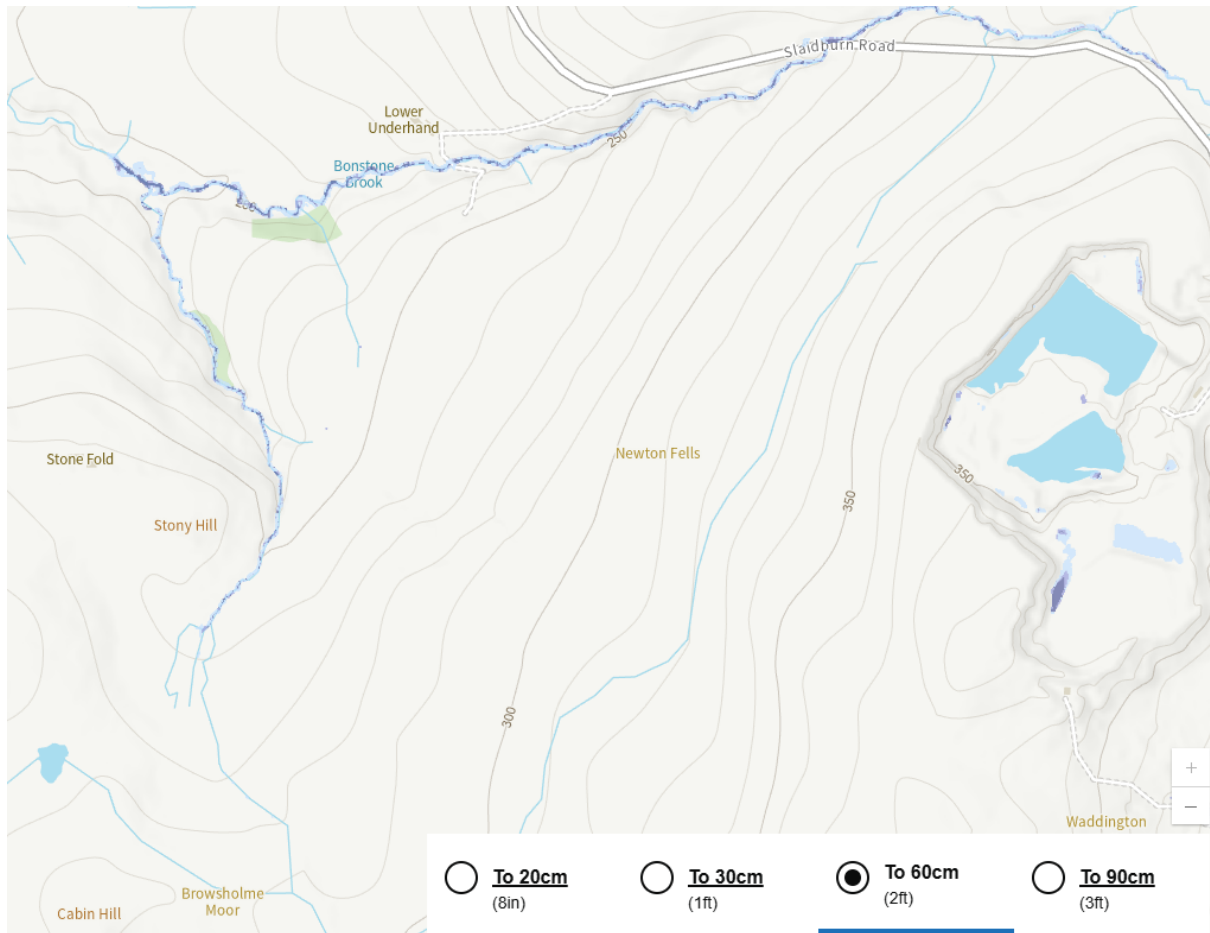 Slaidburn Road
Lower
Underhand
250
Bonstone
Brook
Stone Fold
Newton Fells
350
350
Stony Hill
300
Waddington
Browsholme
Moor
Cabin Hill
+
−
To 20cm
(8in)
To 30cm
(1ft)
To 60cm
(2ft)
To 90cm
(3ft)